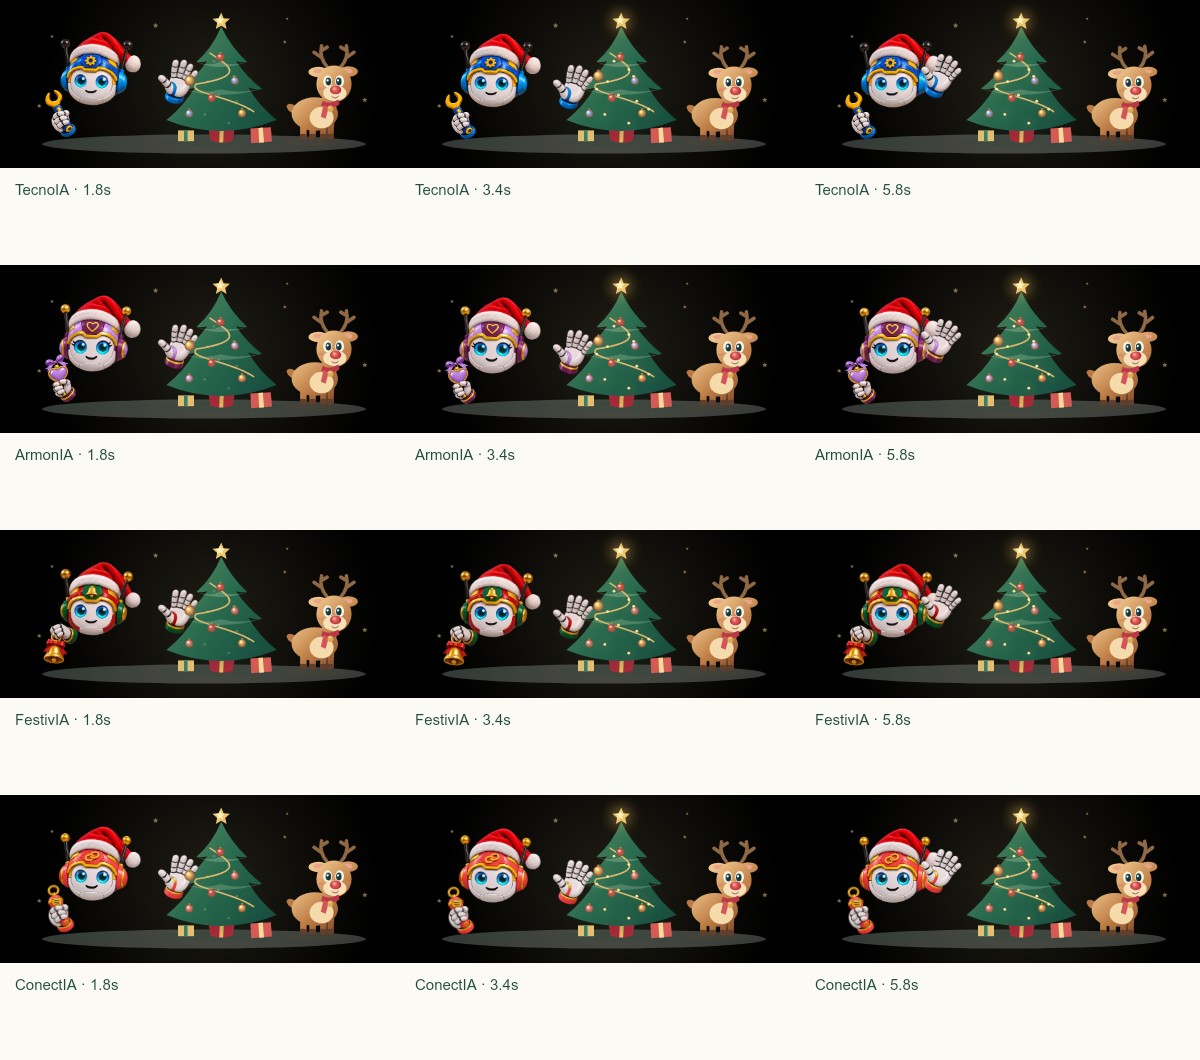 TecnoIA · 1.8s TecnoIA · 3.4s TecnoIA · 5.8s
ArmonIA · 1.8s ArmonIA · 3.4s ArmonIA · 5.8s
FestivIA · 1.8s FestivIA · 3.4s FestivIA · 5.8s
ConectIA · 1.8s ConectIA · 3.4s ConectIA · 5.8s